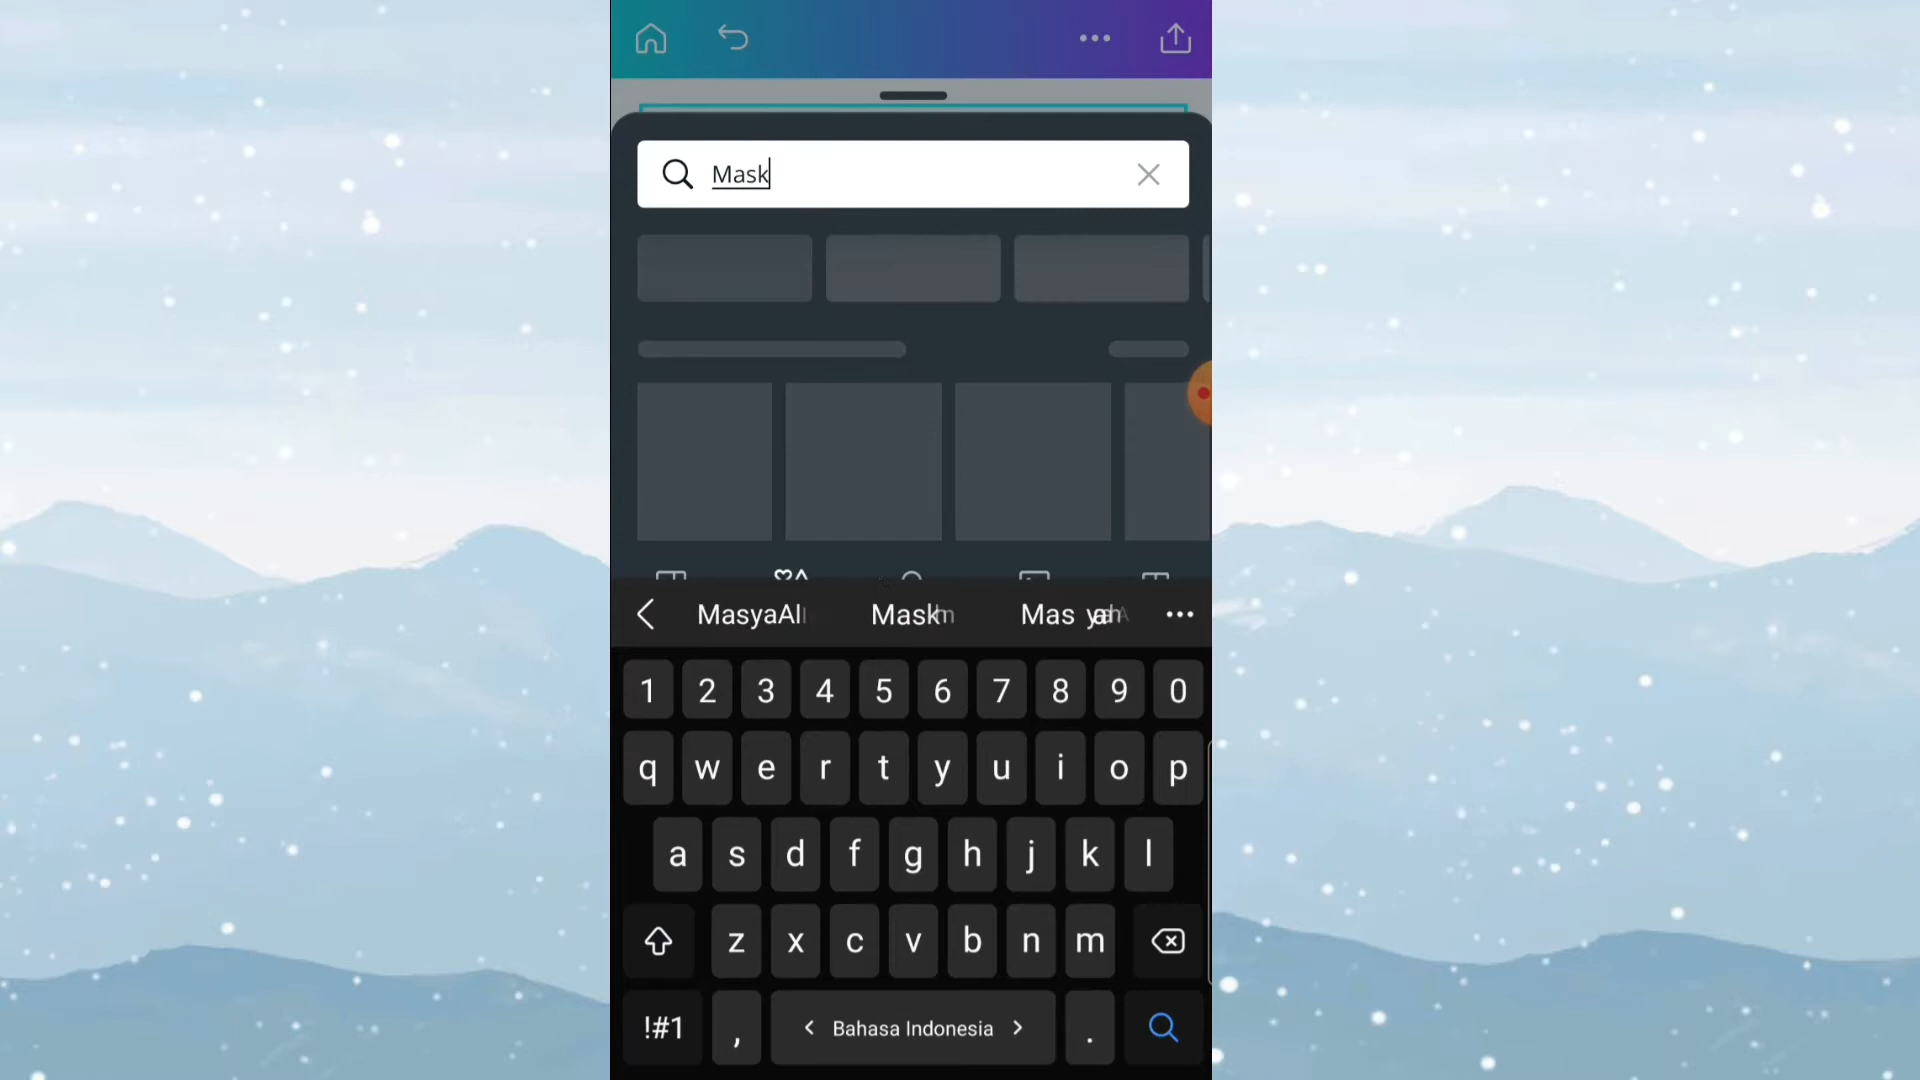 Mask
MasyaAl Mask Mas
1 2 3 4 5 6 7 8 9 0
q w e r t y u i o p
a s d f g h j k l
z x c v b n m
!#1 , < Bahasa Indonesia > .